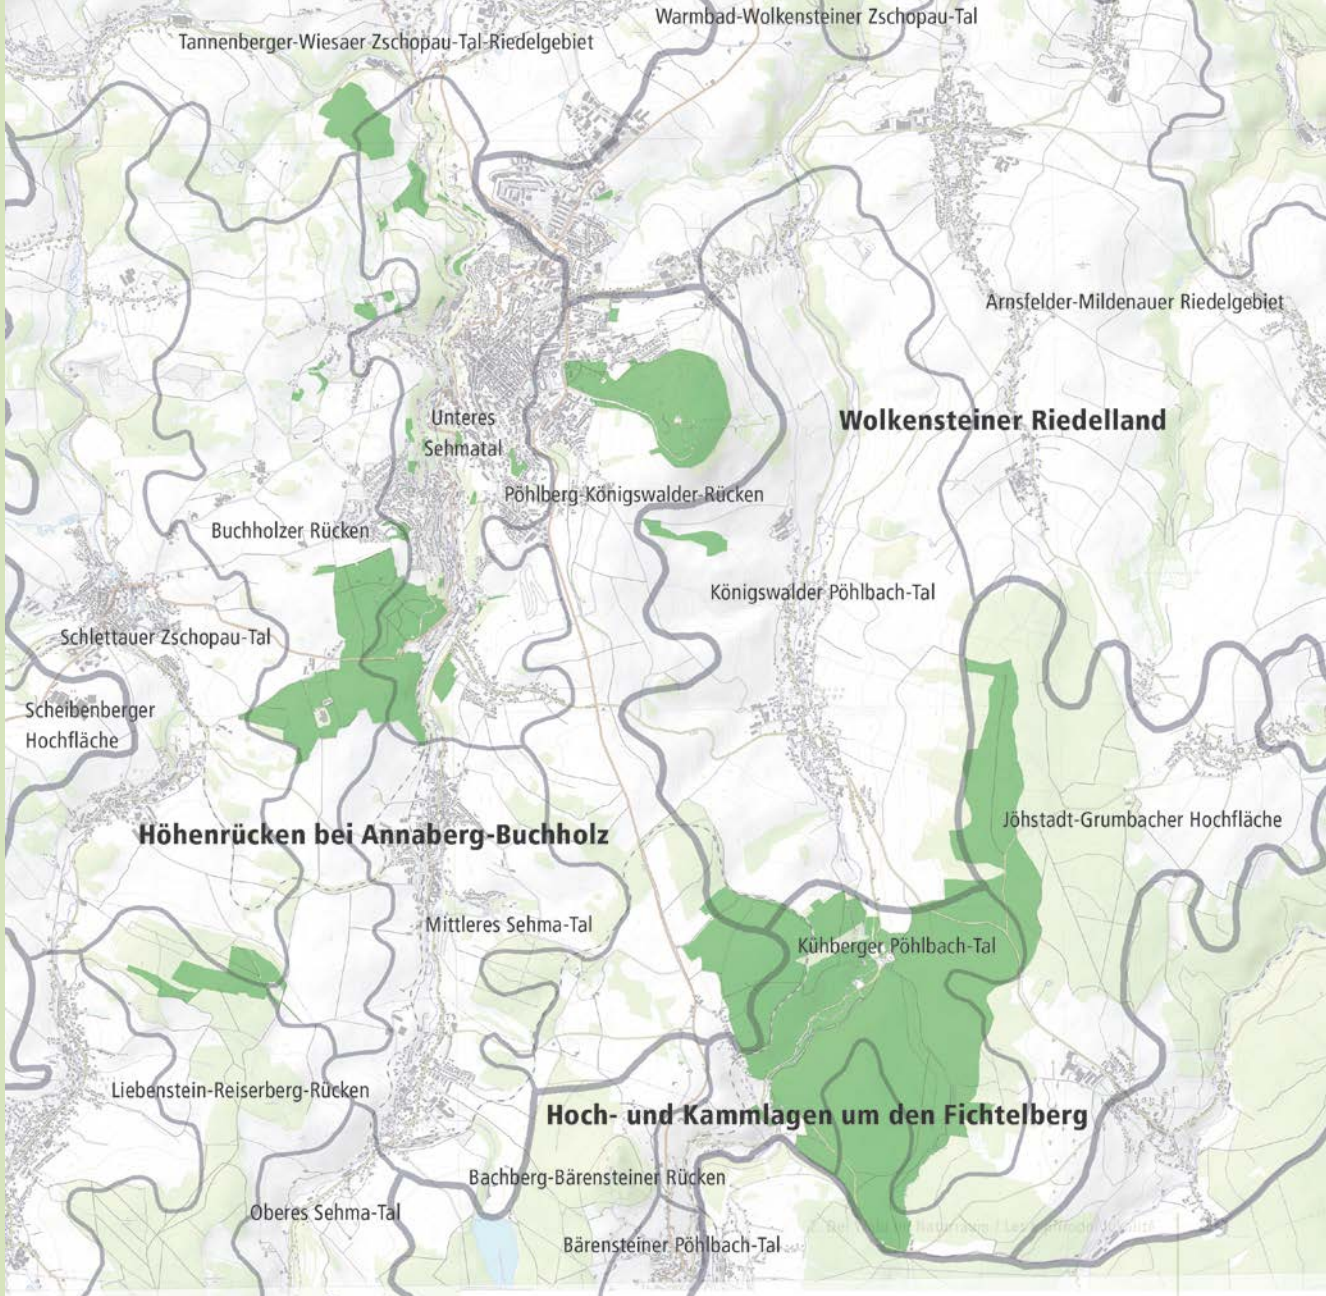 Warmbad-Wolkensteiner Zschopau-Tal
Tannenberger-Wiesaer-Zschopau-Tal-Riedelgebiet
Arnsfelder-Mildenauer Riedelgebiet
Wolkensteiner Riedelland
Unteres
Sehmatal
Pöhlberg-Königswalder-Rücken
Buchholzer Rücken
Königswalder Pöhlbach-Tal
Schlettauer Zschopau-Tal
Scheibenberger
Hochfläche
Jöhstadt-Grumbacher Hochfläche
Höhenrücken bei Annaberg-Buchholz
Mittleres Sehma-Tal
Kühberger Pöhlbach-Tal
Liebenstein-Reiserberg-Rücken
Hoch- und Kammlagen um den Fichtelberg
Bachberg-Bärensteiner Rücken
Oberes Sehma-Tal
Bärensteiner Pöhlbach-Tal